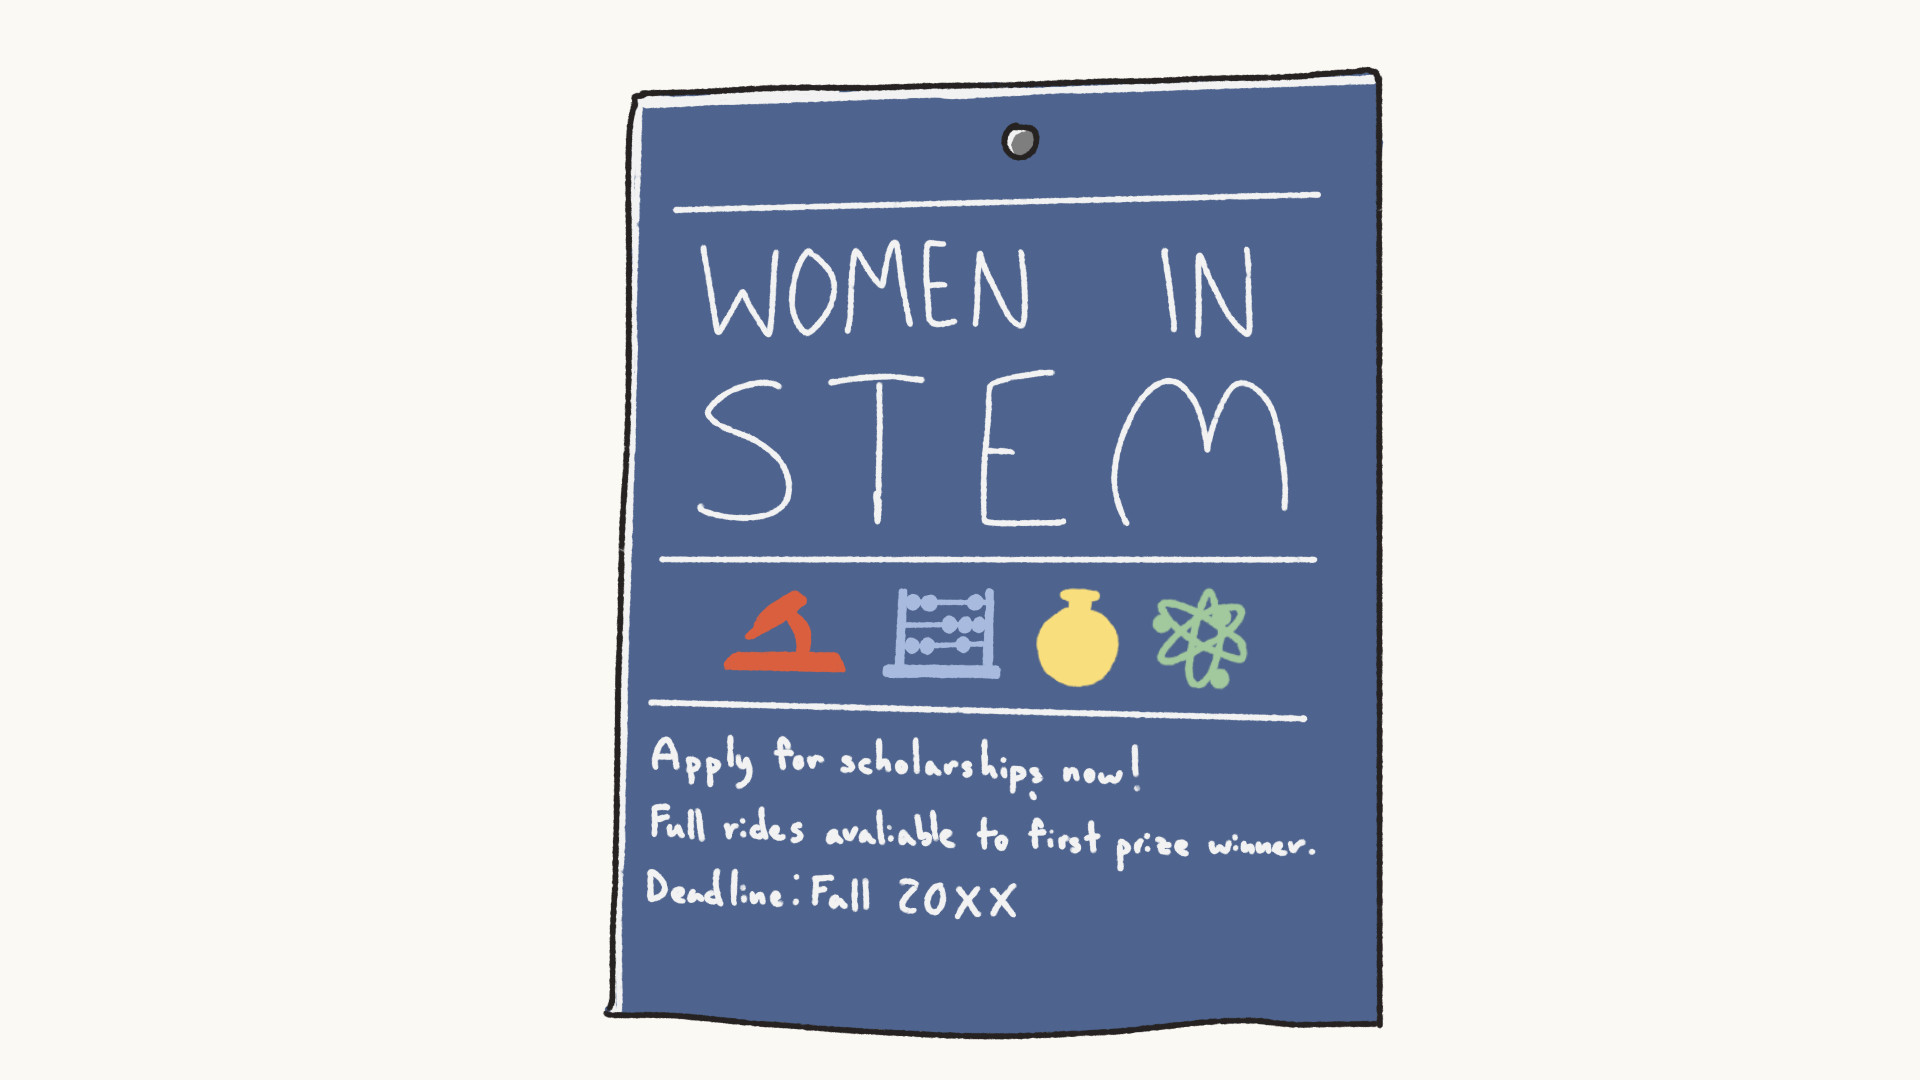 WOMEN IN
STEM
Apply for scholarships now!
Full rides avaliable to first prize winner.
Deadline: Fall 20XX